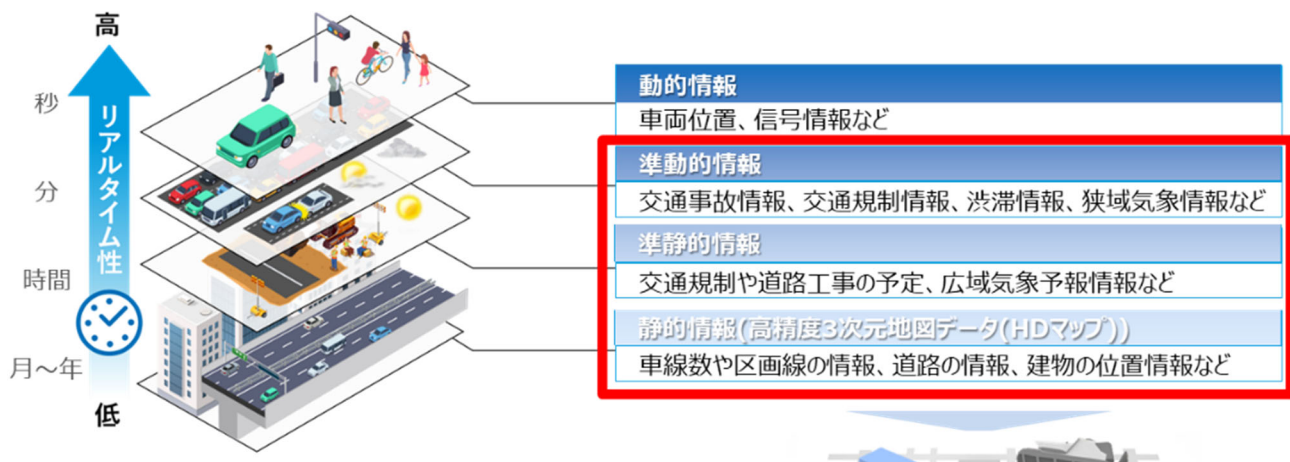 高
秒
リアルタイム性
分
時間
月～年
低
動的情報
車両位置、信号情報など
準動的情報
交通事故情報、交通規制情報、渋滞情報、狭域気象情報など
準静的情報
交通規制や道路工事の予定、広域気象予報情報など
静的情報(高精度3次元地図データ(HDマップ))
車線数や区画線の情報、道路の情報、建物の位置情報など